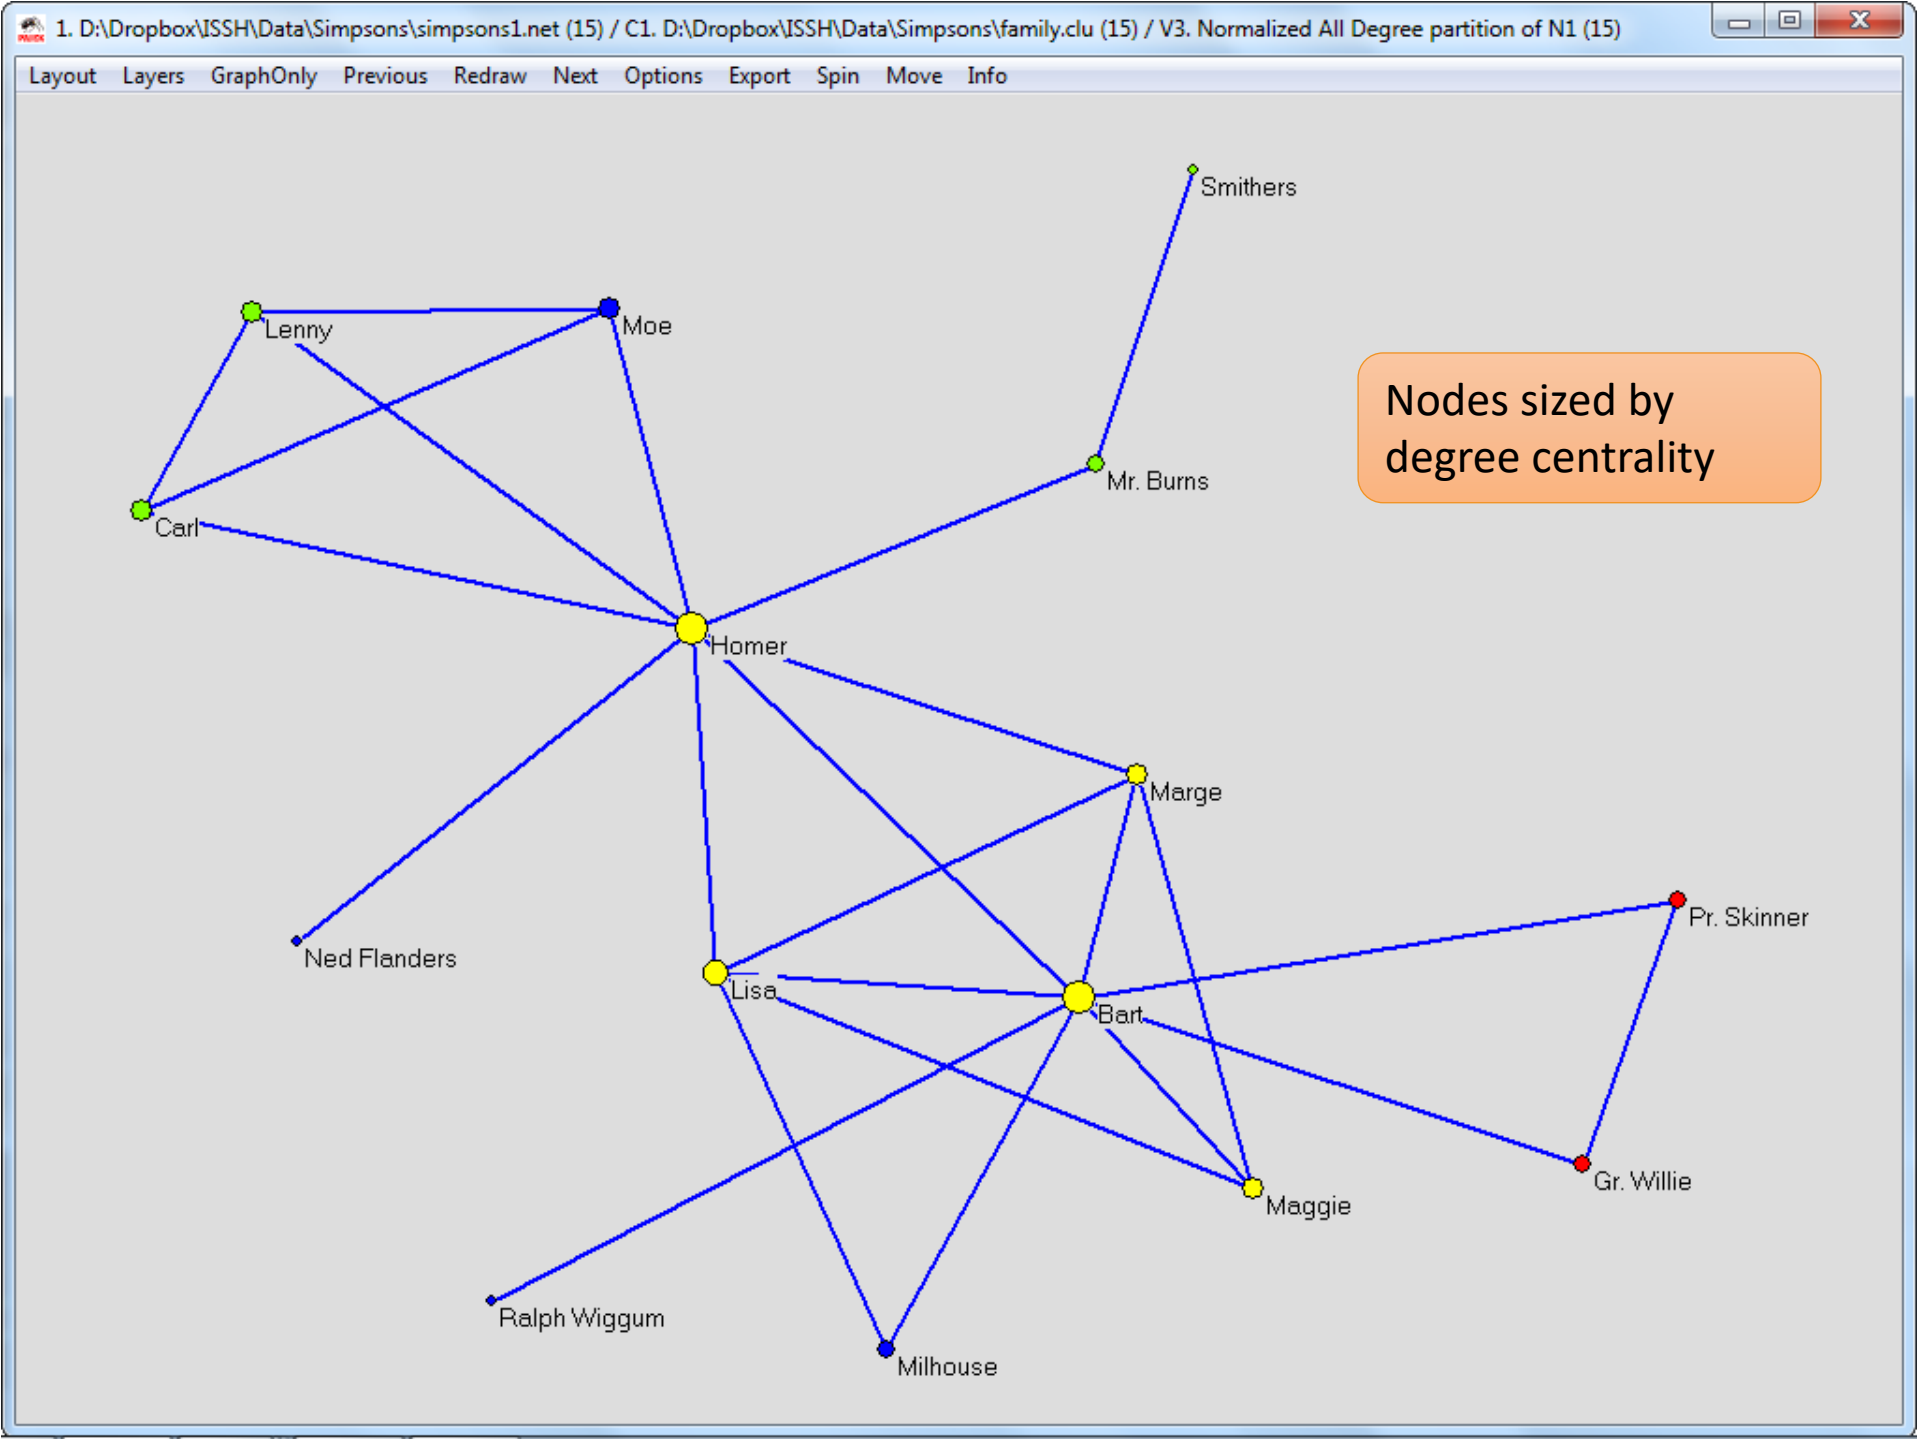 1. D:\Dropbox\ISSH\Data\Simpsons\simpsons1.net (15) / C1. D:\Dropbox\ISSH\Data\Simpsons\family.clu (15) / V3. Normalized All Degree partition of N1 (15)
Layout Layers GraphOnly Previous Redraw Next Options Export Spin Move Info
Smithers
Lenny
Moe
Nodes sized by
degree centrality
Mr. Burns
Carl
Homer
Marge
Pr. Skinner
Ned Flanders
Lisa
Bart
Gr. Willie
Maggie
Ralph Wiggum
Milhouse